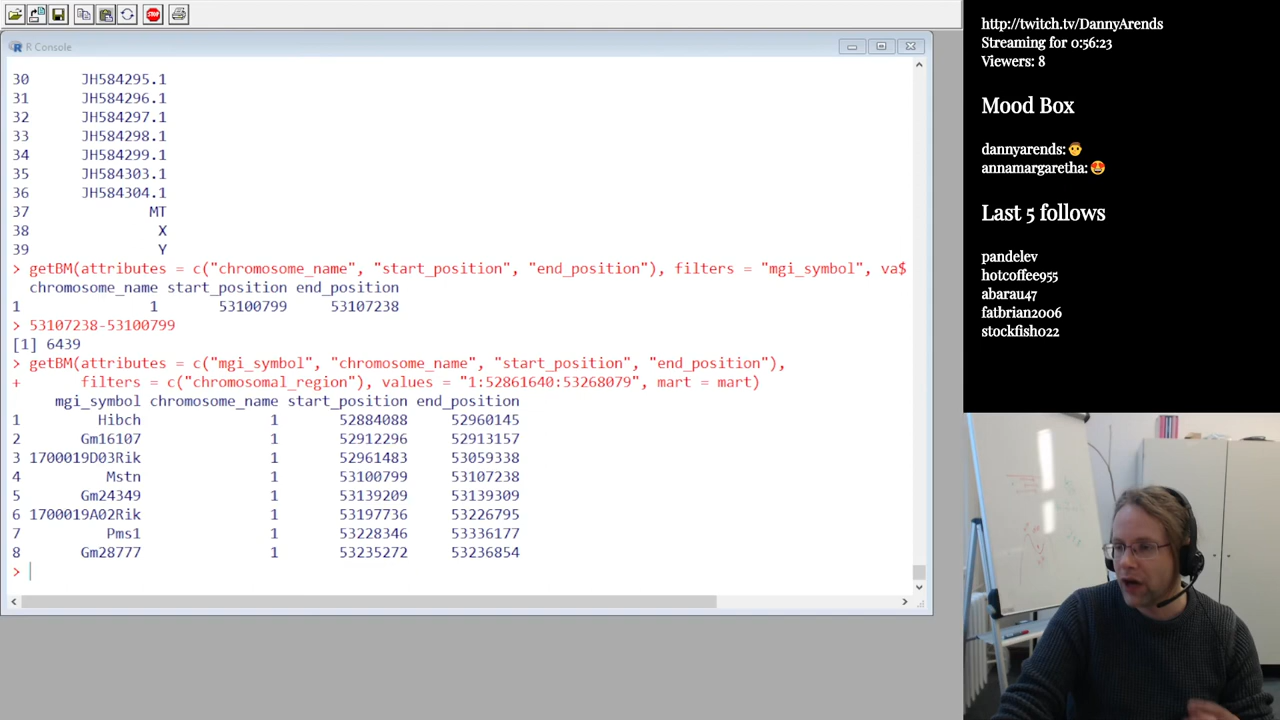 R Console
30 JH584295.1
31 JH584296.1
32 JH584297.1
33 JH584298.1
34 JH584299.1
35 JH584303.1
36 JH584304.1
37 MT
38 X
39 Y
> getBM(attributes = c("chromosome_name", "start_position", "end_position"), filters = "mgi_symbol", va$
chromosome_name start_position end_position
1 1 53100799 53107238
> 53107238-53100799
[1] 6439
> getBM(attributes = c("mgi_symbol", "chromosome_name", "start_position", "end_position"),
+ filters = c("chromosomal_region"), values = "1:52861640:53268079", mart = mart)
mgi_symbol chromosome_name start_position end_position
1 Hibch 1 52884088 52960145
2 Gm16107 1 52912296 52913157
3 1700019D03Rik 1 52961483 53059338
4 Mstn 1 53100799 53107238
5 Gm24349 1 53139209 53139309
6 1700019A02Rik 1 53197736 53226795
7 Pms1 1 53228346 53336177
8 Gm28777 1 53235272 53236854
>
http://twitch.tv/DannyArends
Streaming for 0:56:23
Viewers: 8
Mood Box
dannyarends:
annamargaretha:
Last 5 follows
pandelev
hotcoffee955
abarau47
fatbrian2006
stockfish022